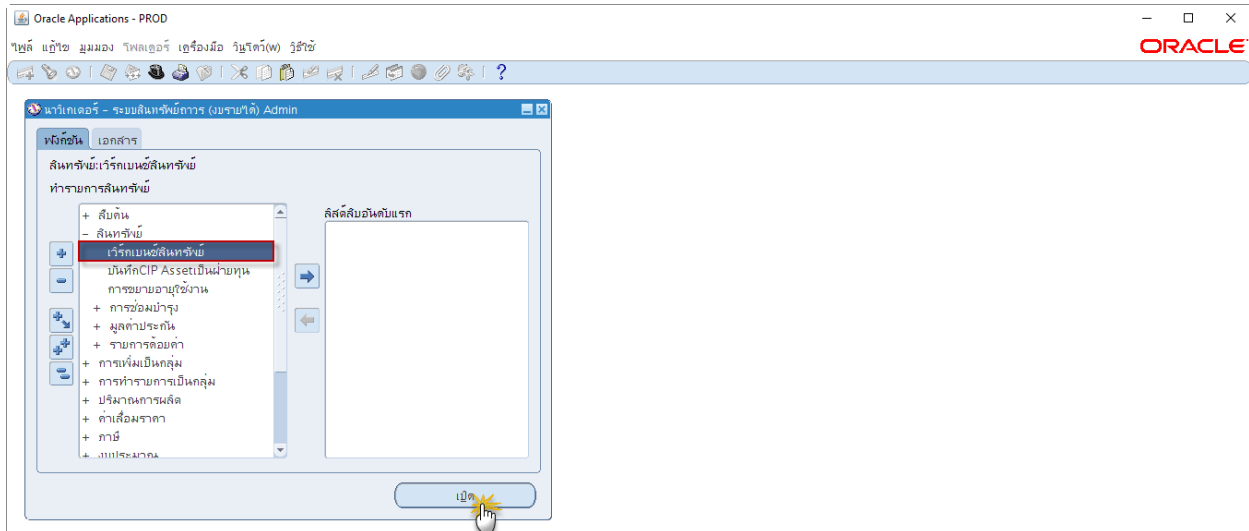 Oracle Applications - PROD
ไฟล์ แก้ไข มุมมอง โฟลเดอร์ เครื่องมือ วินโดว์(W) วิธีใช้
ORACLE
นาวิเกเตอร์ - ระบบสินทรัพย์ถาวร (งบรายได้) Admin
ฟังก์ชัน เอกสาร
สินทรัพย์:เวิร์กเบนช์สินทรัพย์
ทำรายการสินทรัพย์
+ สืบค้น
ลิสต์สิบอันดับแรก
- สินทรัพย์
เวิร์กเบนช์สินทรัพย์
บันทึกCIP Assetเป็นฝ่ายทุน
การขยายอายุใช้งาน
+ การซ่อมบำรุง
+ มูลค่าประกัน
+ รายการด้อยค่า
+ การเพิ่มเป็นกลุ่ม
+ การทำรายการเป็นกลุ่ม
+ ปริมาณการผลิต
+ ค่าเสื่อมราคา
+ ภาษี
+ งบประมาณ
เปิด